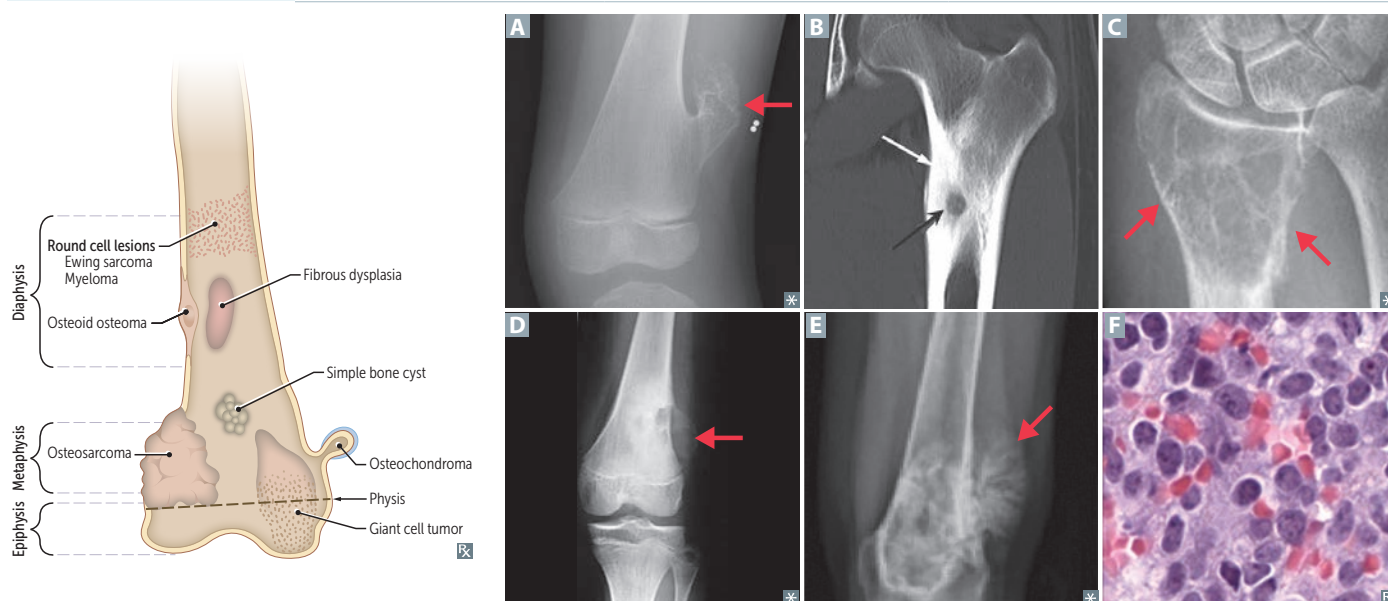 Diaphysis
Round cell lesions
Ewing sarcoma
Myeloma
Fibrous dysplasia
Osteoid osteoma
Simple bone cyst
Metaphysis
Osteosarcoma
Osteochondroma
Physis
Epiphysis
Giant cell tumor
Rx
A
B
C
D
E
F